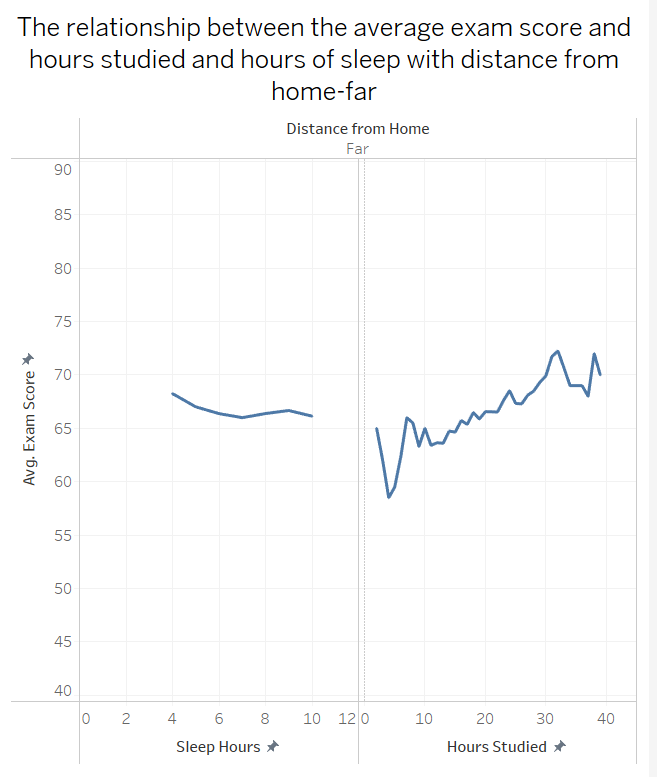 The relationship between the average exam score and
hours studied and hours of sleep with distance from
home-far
Distance from Home
Far
Avg. Exam Score
90
85
80
75
70
65
60
55
50
45
40
0 2 4 6 8 10 12 0 10 20 30 40
Sleep Hours Hours Studied